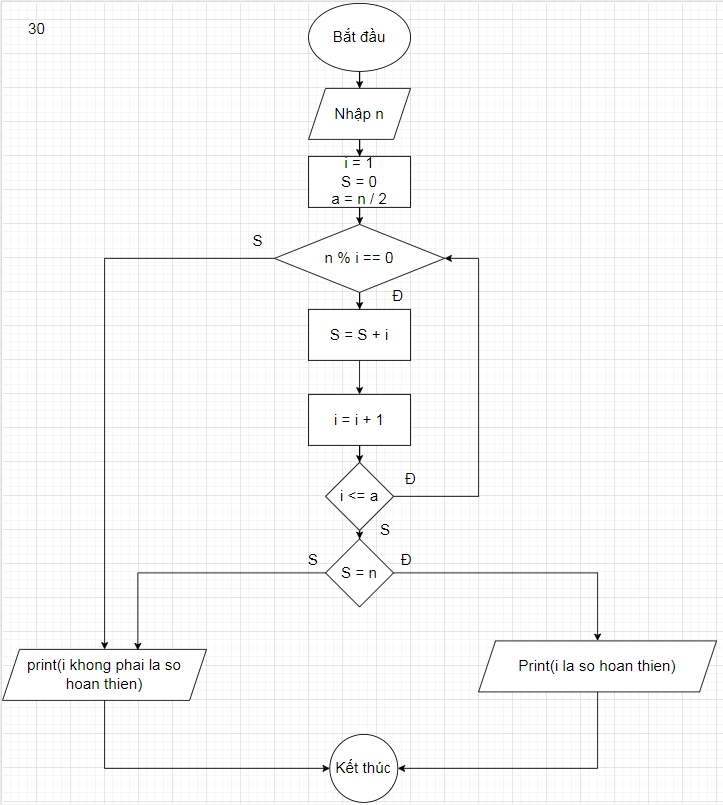 30
Bắt đầu
Nhập n
i = 1
S = 0
a = n / 2
S
n % i == 0
Đ
S = S + i
i = i + 1
Đ
i <= a
S
S
Đ
S = n
print(i khong phai la so
hoan thien)
Print(i la so hoan thien)
Kết thúc